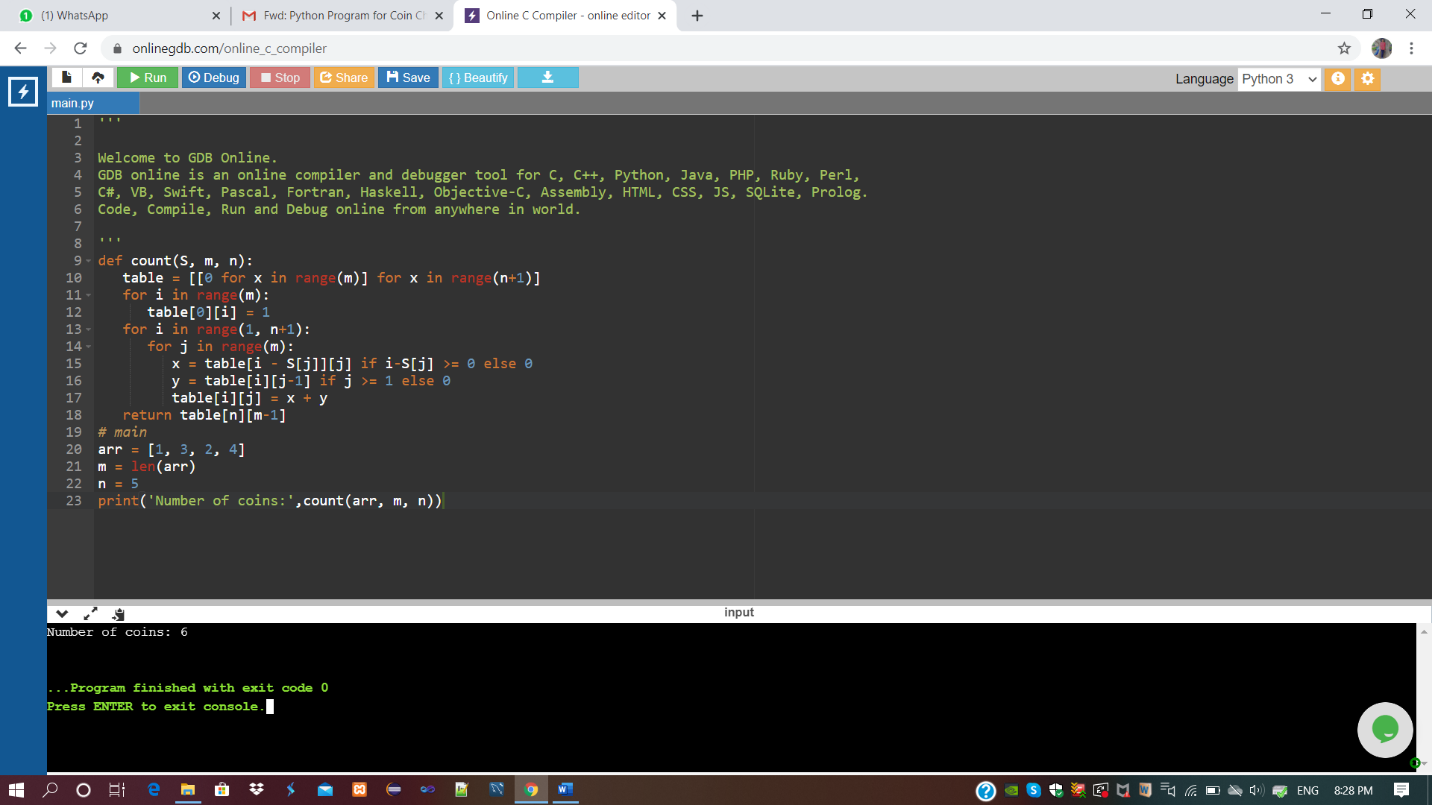 (1) WhatsApp
Fwd: Python Program for Coin Ch
Online C Compiler - online editor
onlinegdb.com/online_c_compiler
Run Debug Stop Share Save {} Beautify Language Python 3
main.py
1 '''
2
3 Welcome to GDB Online.
4 GDB online is an online compiler and debugger tool for C, C++, Python, Java, PHP, Ruby, Perl,
5 C#, VB, Swift, Pascal, Fortran, Haskell, Objective-C, Assembly, HTML, CSS, JS, SQLite, Prolog.
6 Code, Compile, Run and Debug online from anywhere in world.
7
8 '''
9 def count(S, m, n):
10    table = [[0 for x in range(m)] for x in range(n+1)]
11    for i in range(m):
12       table[0][i] = 1
13    for i in range(1, n+1):
14       for j in range(m):
15          x = table[i - S[j]][j] if i-S[j] >= 0 else 0
16          y = table[i][j-1] if j >= 1 else 0
17          table[i][j] = x + y
18    return table[n][m-1]
19 # main
20 arr = [1, 3, 2, 4]
21 m = len(arr)
22 n = 5
23 print('Number of coins:',count(arr, m, n))
input
Number of coins: 6
...Program finished with exit code 0
Press ENTER to exit console.
ENG 8:28 PM